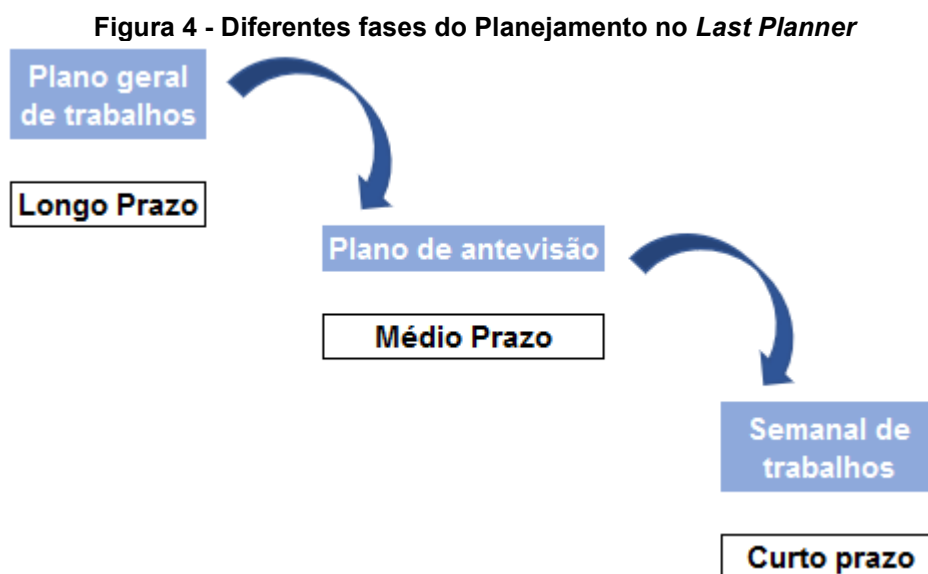 Figura 4 - Diferentes fases do Planejamento no Last Planner
Plano geral
de trabalhos
Longo Prazo
Plano de antevisão
Médio Prazo
Semanal de
trabalhos
Curto prazo